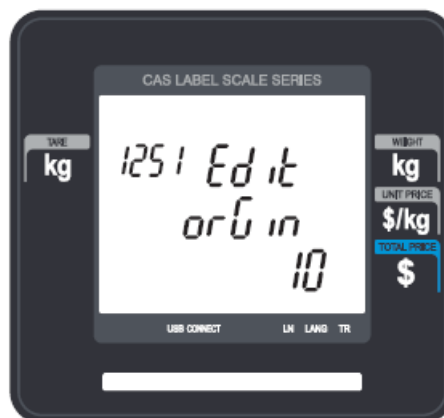 CAS LABEL SCALE SERIES
TARE
kg
1251 Edit
orGin
10
WEIGHT
kg
UNIT PRICE
$/kg
TOTAL PRICE
$
USB CONNECT LN LANG TR